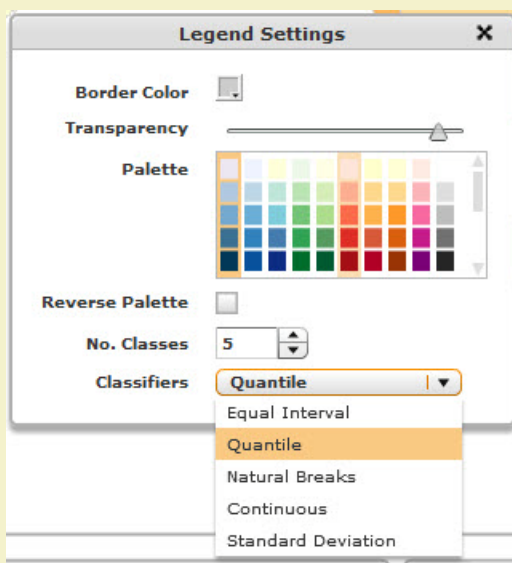 Legend Settings
Border Color
Transparency
Palette
Reverse Palette
No. Classes 5
Classifiers Quantile
Equal Interval
Quantile
Natural Breaks
Continuous
Standard Deviation